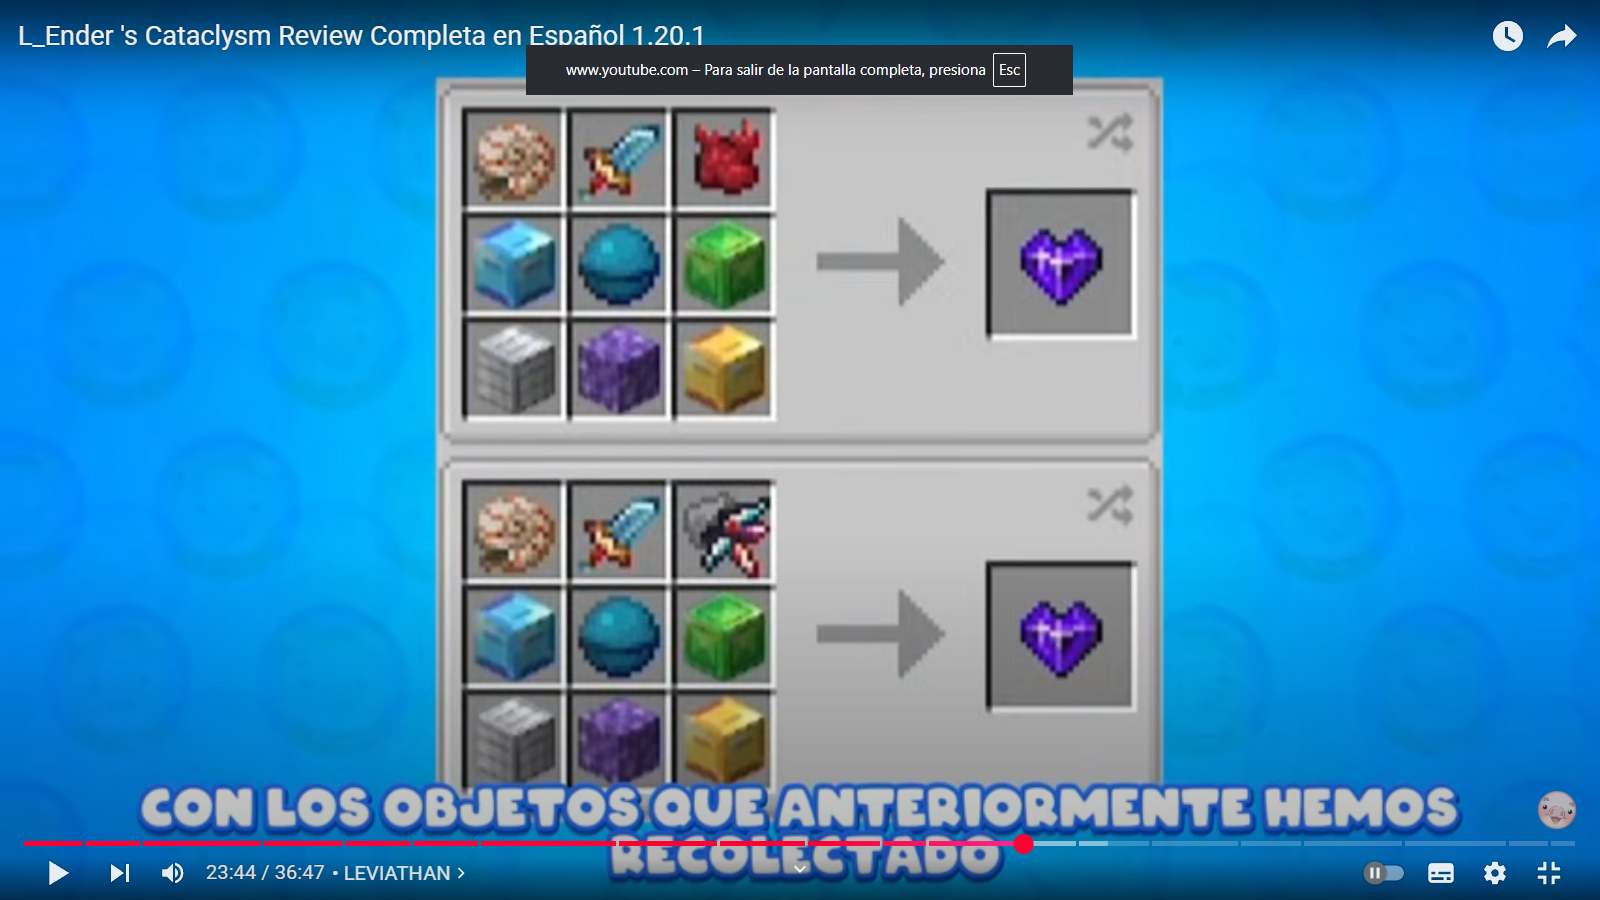 L_Ender 's Cataclysm Review Completa en Español 1.20.1
www.youtube.com – Para salir de la pantalla completa, presiona Esc
CON LOS OBJETOS QUE ANTERIORMENTE HEMOS
RECOLECTADO
23:44 / 36:47 • LEVIATHAN >